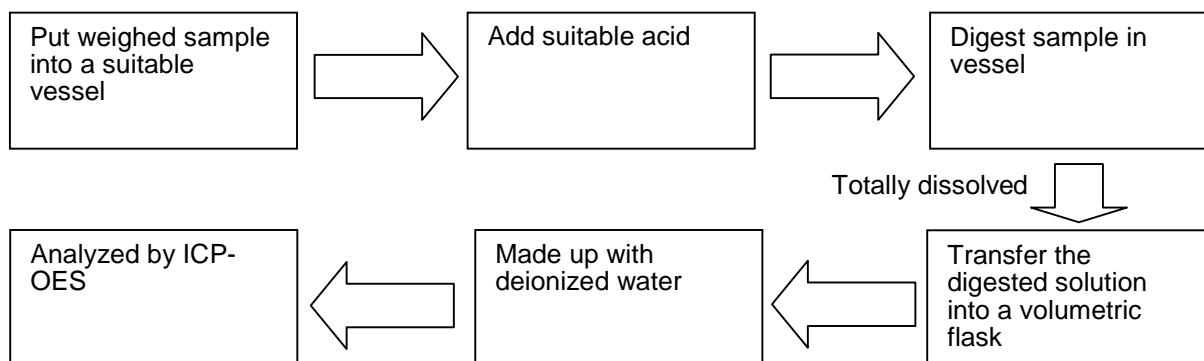 Put weighed sample
into a suitable
vessel
Add suitable acid
Digest sample in
vessel
Totally dissolved
Transfer the
digested solution
into a volumetric
flask
Made up with
deionized water
Analyzed by ICP-
OES